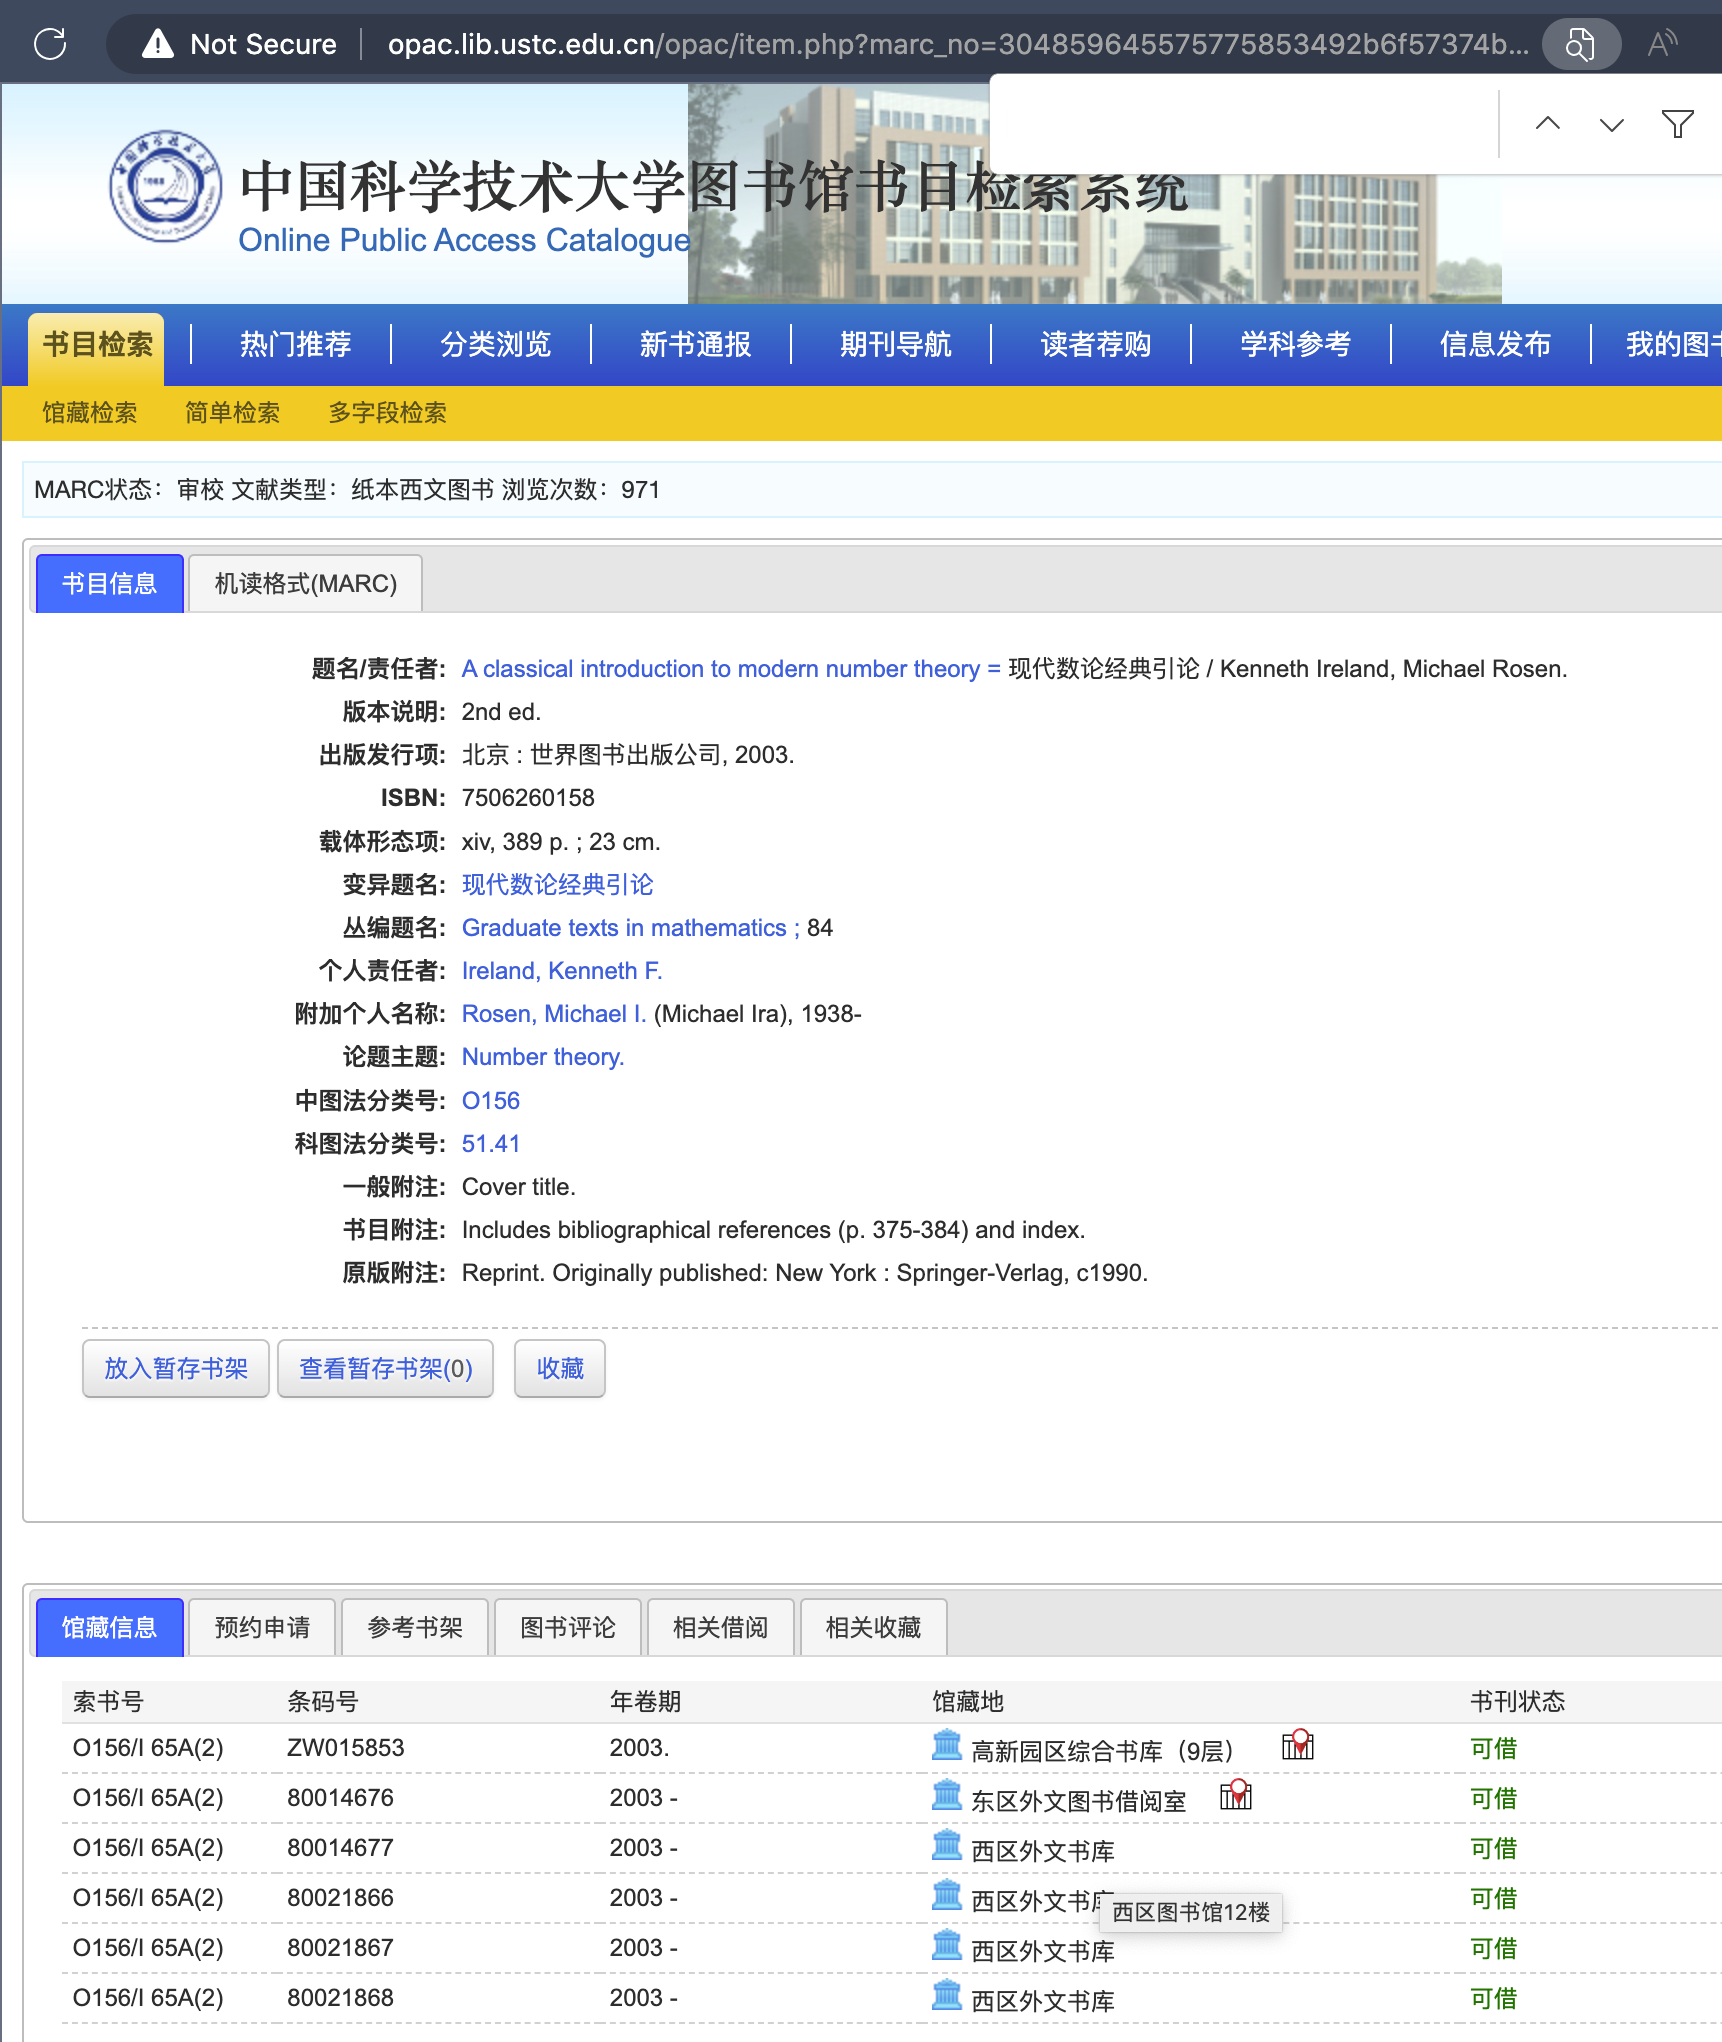 Not Secure opac.lib.ustc.edu.cn/opac/item.php?marc_no=304859645575775853492b6f57374b...
中国科学技术大学图书馆书目检索系统
Online Public Access Catalogue
书目检索 热门推荐 分类浏览 新书通报 期刊导航 读者荐购 学科参考 信息发布 我的图书
馆藏检索 简单检索 多字段检索
MARC状态：审校 文献类型：纸本西文图书 浏览次数：971
书目信息 机读格式(MARC)
题名/责任者: A classical introduction to modern number theory = 现代数论经典引论 / Kenneth Ireland, Michael Rosen.
版本说明: 2nd ed.
出版发行项: 北京 : 世界图书出版公司, 2003.
ISBN: 7506260158
载体形态项: xiv, 389 p. ; 23 cm.
变异题名: 现代数论经典引论
丛编题名: Graduate texts in mathematics ; 84
个人责任者: Ireland, Kenneth F.
附加个人名称: Rosen, Michael I. (Michael Ira), 1938-
论题主题: Number theory.
中图法分类号: O156
科图法分类号: 51.41
一般附注: Cover title.
书目附注: Includes bibliographical references (p. 375-384) and index.
原版附注: Reprint. Originally published: New York : Springer-Verlag, c1990.
放入暂存书架 查看暂存书架(0) 收藏
馆藏信息 预约申请 参考书架 图书评论 相关借阅 相关收藏
索书号 条码号 年卷期 馆藏地 书刊状态
O156/I 65A(2) ZW015853 2003. 高新园区综合书库（9层） 可借
O156/I 65A(2) 80014676 2003 - 东区外文图书借阅室 可借
O156/I 65A(2) 80014677 2003 - 西区外文书库 可借
O156/I 65A(2) 80021866 2003 - 西区外文书库 可借
西区图书馆12楼
O156/I 65A(2) 80021867 2003 - 西区外文书库 可借
O156/I 65A(2) 80021868 2003 - 西区外文书库 可借